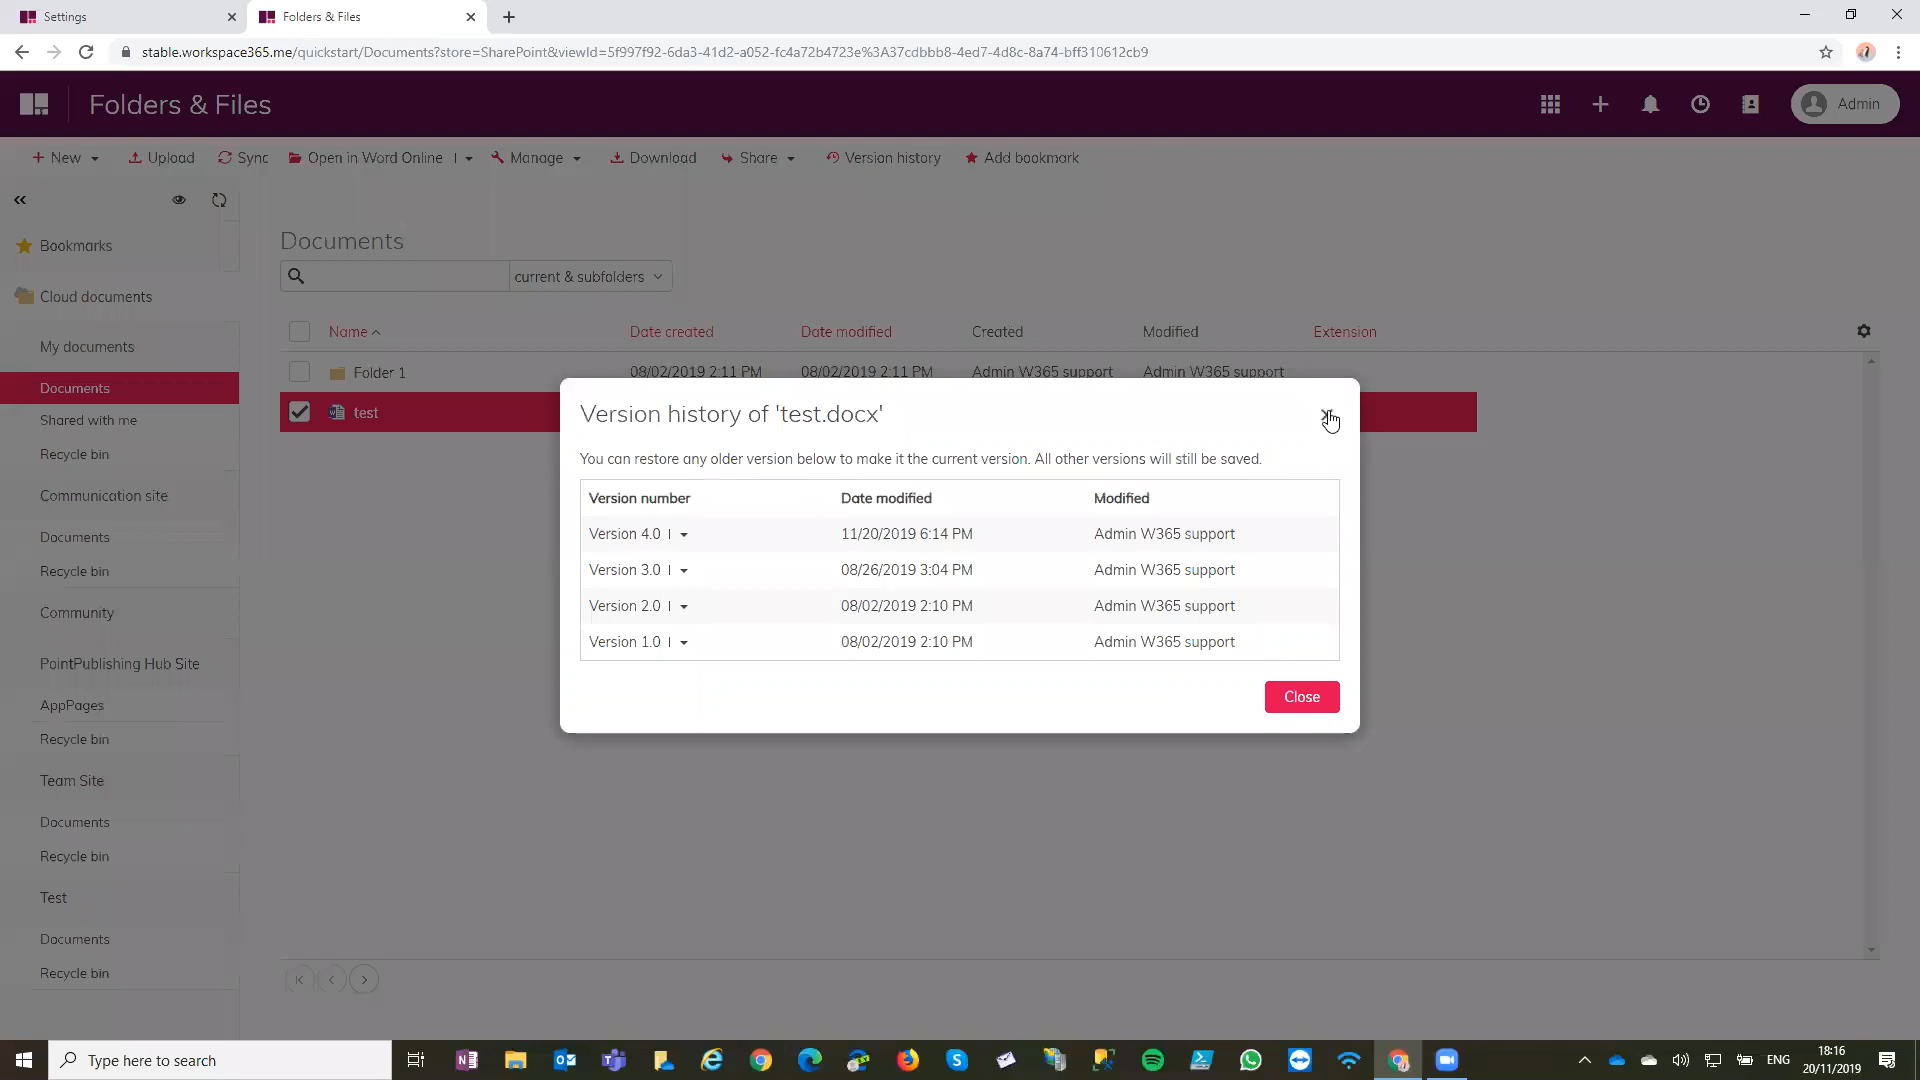 Settings
Folders & Files
stable.workspace365.me/quickstart/Documents?store=SharePoint&viewId=5f997f92-6da3-41d2-a052-fc4a72b4723e%3A37cdbbb8-4ed7-4d8c-8a74-bff310612cb9
Folders & Files
Admin
New
Upload
Sync
Open in Word Online
Manage
Download
Share
Version history
Add bookmark
Bookmarks
Cloud documents
My documents
Documents
Shared with me
Recycle bin
Communication site
Documents
Recycle bin
Community
PointPublishing Hub Site
AppPages
Recycle bin
Team Site
Documents
Recycle bin
Test
Documents
Recycle bin
Documents
current & subfolders
Name Date created Date modified Created Modified Extension
Folder 1 08/02/2019 2:11 PM 08/02/2019 2:11 PM Admin W365 support Admin W365 support
test
Version history of 'test.docx'
You can restore any older version below to make it the current version. All other versions will still be saved.
Version number Date modified Modified
Version 4.0 11/20/2019 6:14 PM Admin W365 support
Version 3.0 08/26/2019 3:04 PM Admin W365 support
Version 2.0 08/02/2019 2:10 PM Admin W365 support
Version 1.0 08/02/2019 2:10 PM Admin W365 support
Close
Type here to search
ENG
18:16
20/11/2019